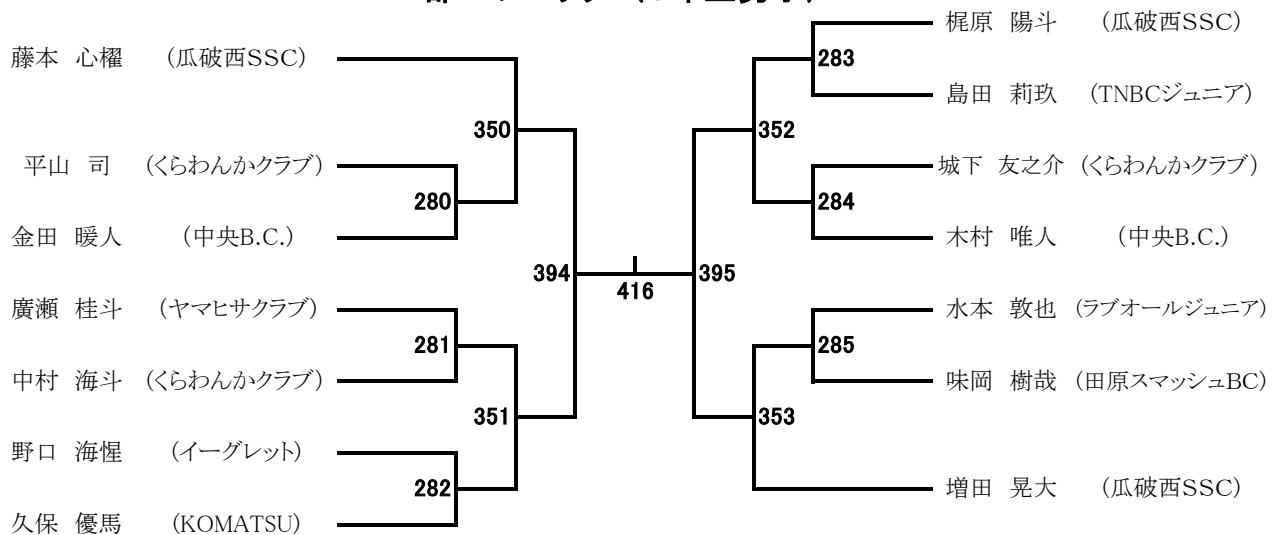 藤本 心櫂 (瓜破西SSC)
350
平山 司 (くらわんかクラブ)
280
金田 暖人 (中央B.C.)
394
廣瀬 桂斗 (ヤマヒサクラブ)
281
中村 海斗 (くらわんかクラブ)
351
野口 海惺 (イーグレット)
282
久保 優馬 (KOMATSU)
416
梶原 陽斗 (瓜破西SSC)
283
島田 莉玖 (TNBCジュニア)
352
城下 友之介 (くらわんかクラブ)
284
木村 唯人 (中央B.C.)
395
水本 敦也 (ラブオールジュニア)
285
味岡 樹哉 (田原スマッシュBC)
353
増田 晃大 (瓜破西SSC)